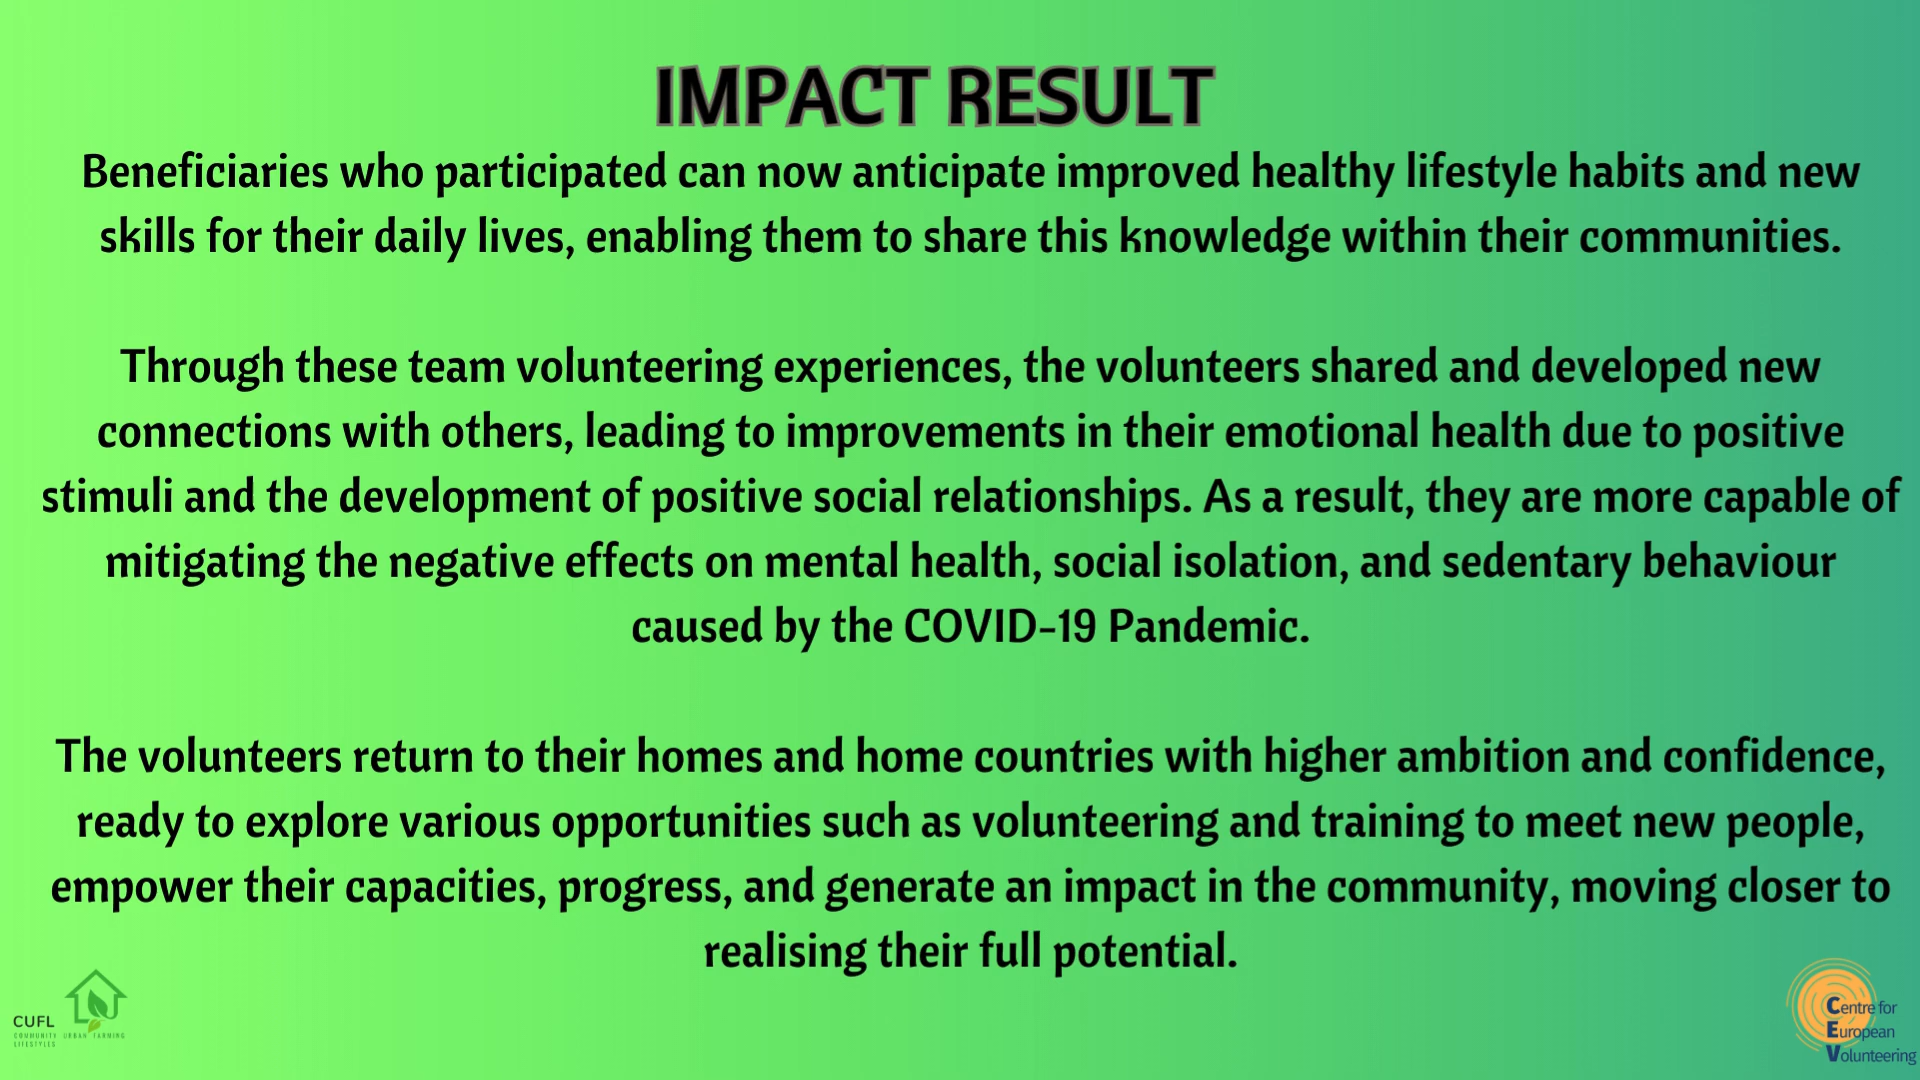 IMPACT RESULT
Beneficiaries who participated can now anticipate improved healthy lifestyle habits and new
skills for their daily lives, enabling them to share this knowledge within their communities.
Through these team volunteering experiences, the volunteers shared and developed new
connections with others, leading to improvements in their emotional health due to positive
stimuli and the development of positive social relationships. As a result, they are more capable of
mitigating the negative effects on mental health, social isolation, and sedentary behaviour
caused by the COVID-19 Pandemic.
The volunteers return to their homes and home countries with higher ambition and confidence,
ready to explore various opportunities such as volunteering and training to meet new people,
empower their capacities, progress, and generate an impact in the community, moving closer to
realising their full potential.
CUFL
COMMUNITY URBAN FARMING
LIFESTYLES
Centre for
European
Volunteering